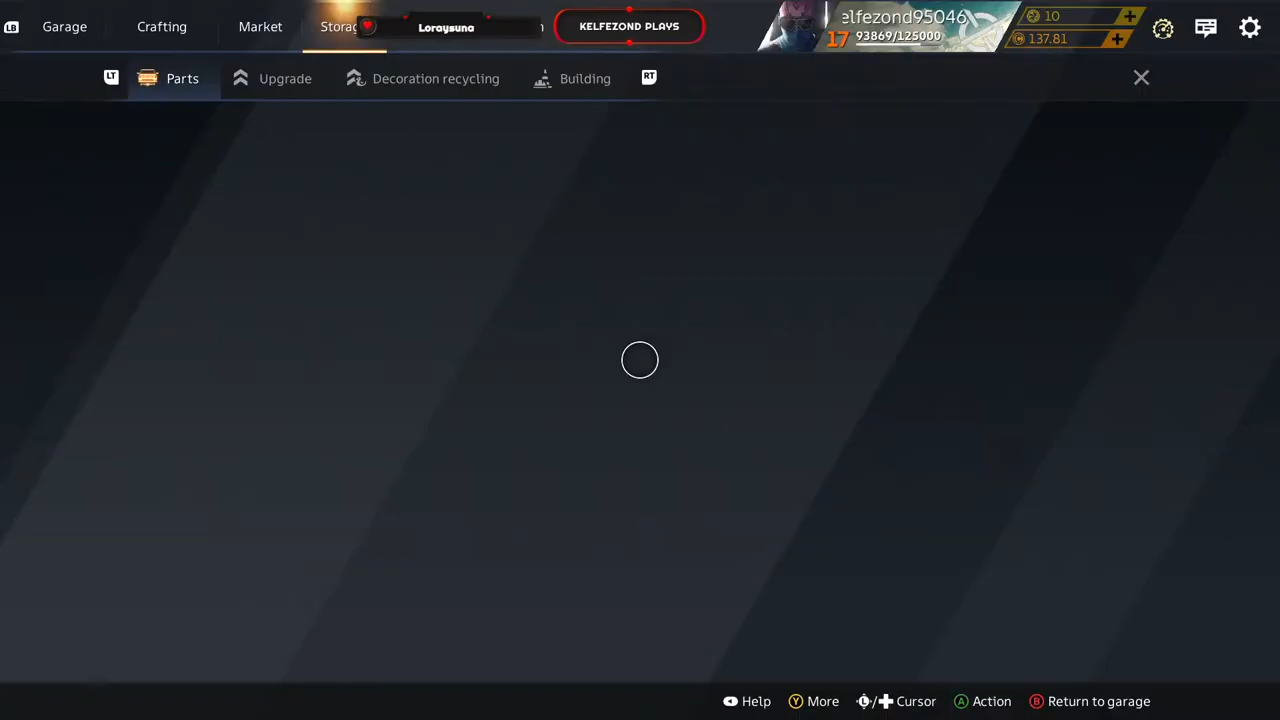 LB Garage Crafting Market Storag Loraysuna n KELFEZOND PLAYS elfezond95046 10
17 93869/125000 137.81
LT Parts Upgrade Decoration recycling Building RT
Help Y More L/ Cursor A Action B Return to garage